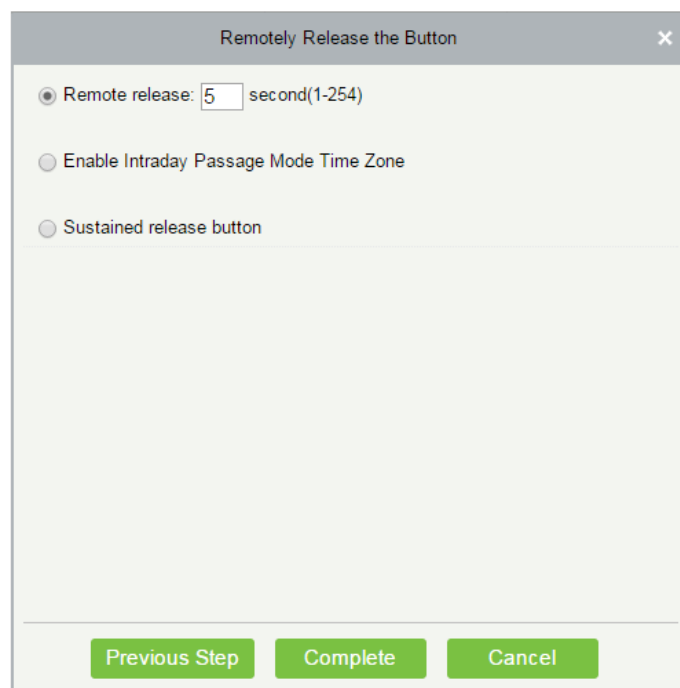 Remotely Release the Button
Remote release: 5 second(1-254)
Enable Intraday Passage Mode Time Zone
Sustained release button
Previous Step Complete Cancel